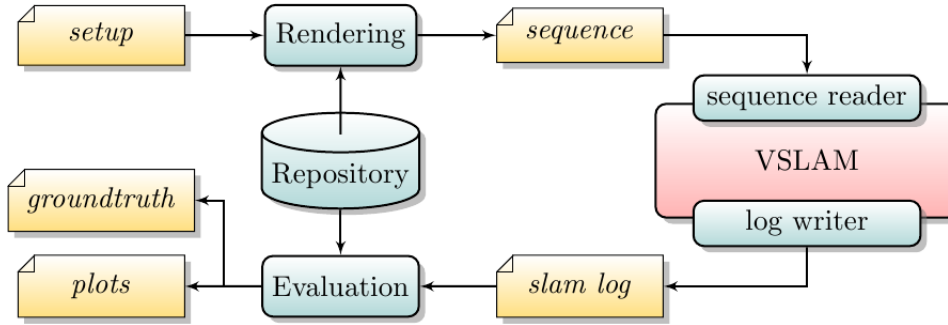 setup
Rendering
sequence
sequence reader
VSLAM
Repository
groundtruth
log writer
plots
Evaluation
slam log